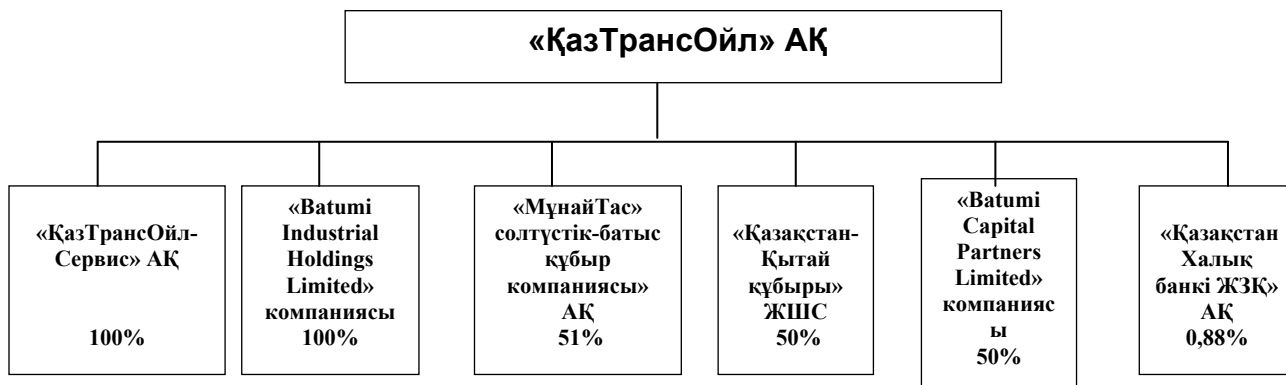 «ҚазТрансОйл» АҚ
«ҚазТрансОйл-
Сервис» АҚ
100%
«Batumi
Industrial
Holdings
Limited»
компаниясы
100%
«МұнайТас»
солтүстік-батыс
құбыр
компаниясы»
АҚ
51%
«Қазақстан-
Қытай
құбыры»
ЖШС
50%
«Batumi
Capital
Partners
Limited»
компанияс
ы
50%
«Қазақстан
Халық
банкі ЖЗҚ»
АҚ
0,88%